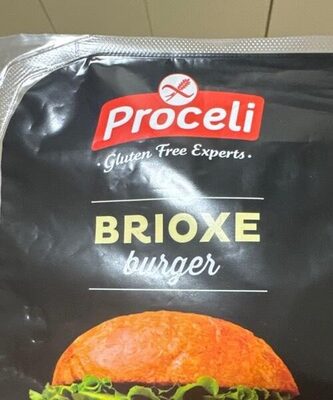 Proceli
· Gluten Free Experts ·
BRIOXE
burger